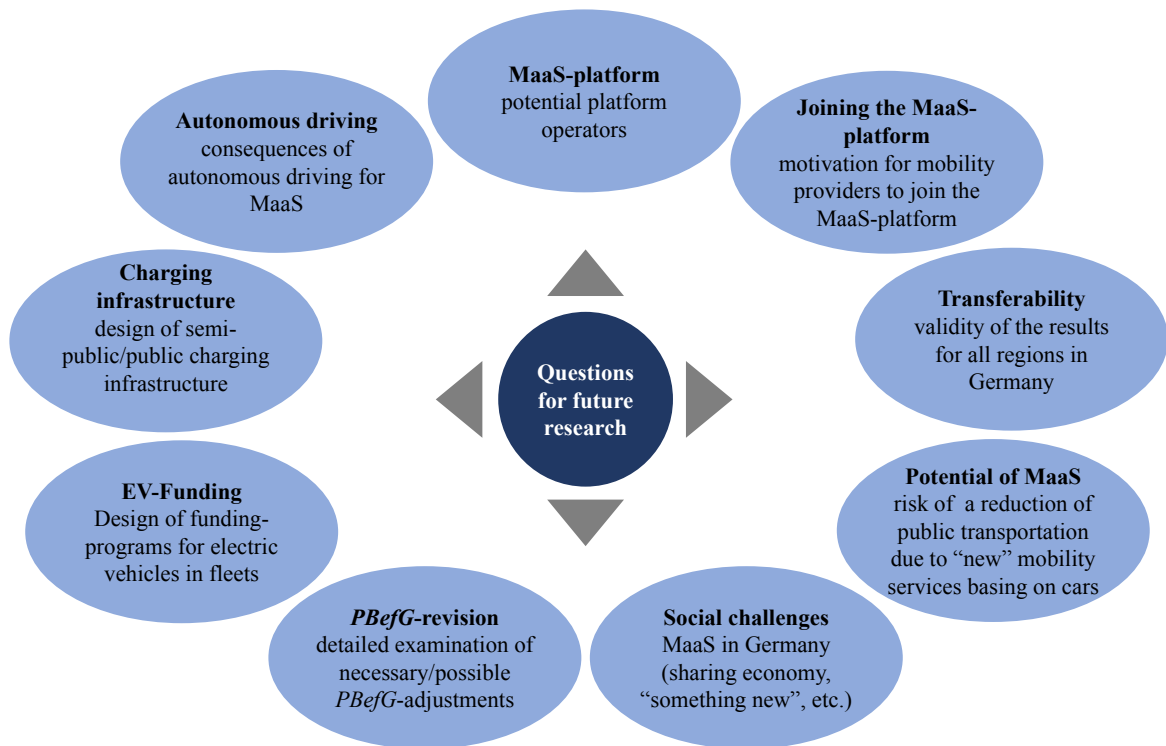 MaaS-platform
potential platform
operators
Joining the MaaS-
platform
motivation for mobility
providers to join the
MaaS-platform
Transferability
validity of the results
for all regions in
Germany
Potential of MaaS
risk of a reduction of
public transportation
due to “new” mobility
services basing on cars
Social challenges
MaaS in Germany
(sharing economy,
“something new”, etc.)
PBefG-revision
detailed examination of
necessary/possible
PBefG-adjustments
EV-Funding
Design of funding-
programs for electric
vehicles in fleets
Charging
infrastructure
design of semi-
public/public charging
infrastructure
Autonomous driving
consequences of
autonomous driving for
MaaS
Questions
for future
research